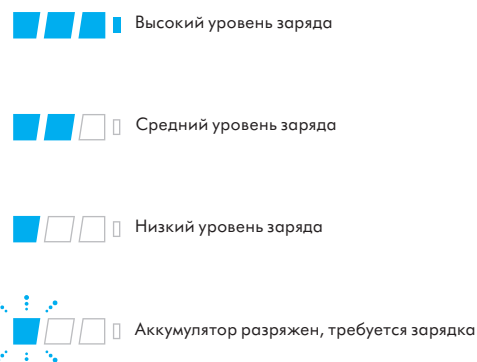 Высокий уровень заряда
Средний уровень заряда
Низкий уровень заряда
Аккумулятор разряжен, требуется зарядка